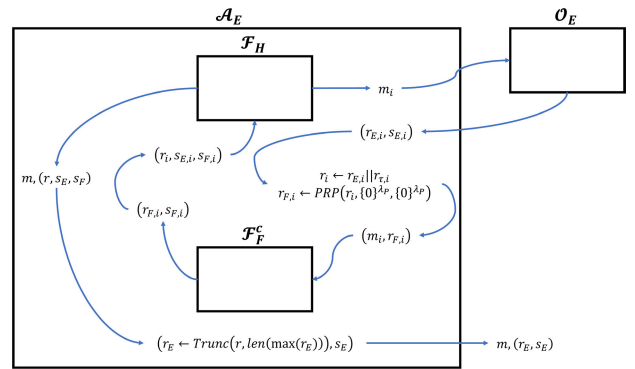 𝓐_E
𝓞_E
𝓕_H
m_i
(r_{E,i}, s_{E,i})
(r_i, s_{E,i}, s_{F,i})
r_i ← r_{E,i}||r_{τ,i}
m, (r, s_E, s_F)
r_{F,i} ← PRP(r_i, {0}^{λ_P}, {0}^{λ_P})
(r_{F,i}, s_{F,i})
𝓕_F^c
(m_i, r_{F,i})
(r_E ← Trunc(r, len(max(r_E))), s_E)
m, (r_E, s_E)